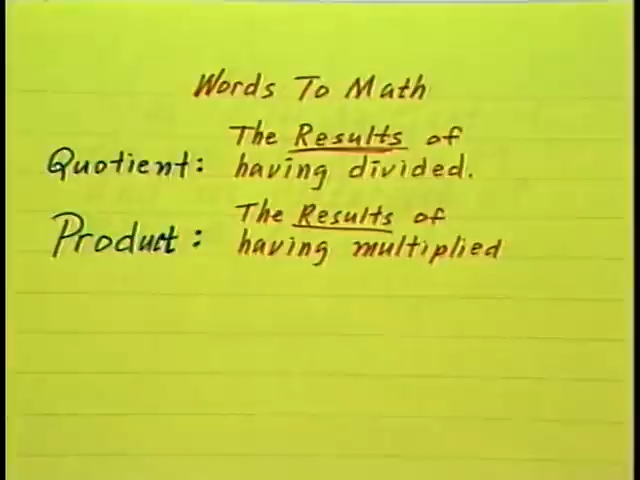 Words To Math
The Results of
Quotient: having divided.
The Results of
Product: having multiplied